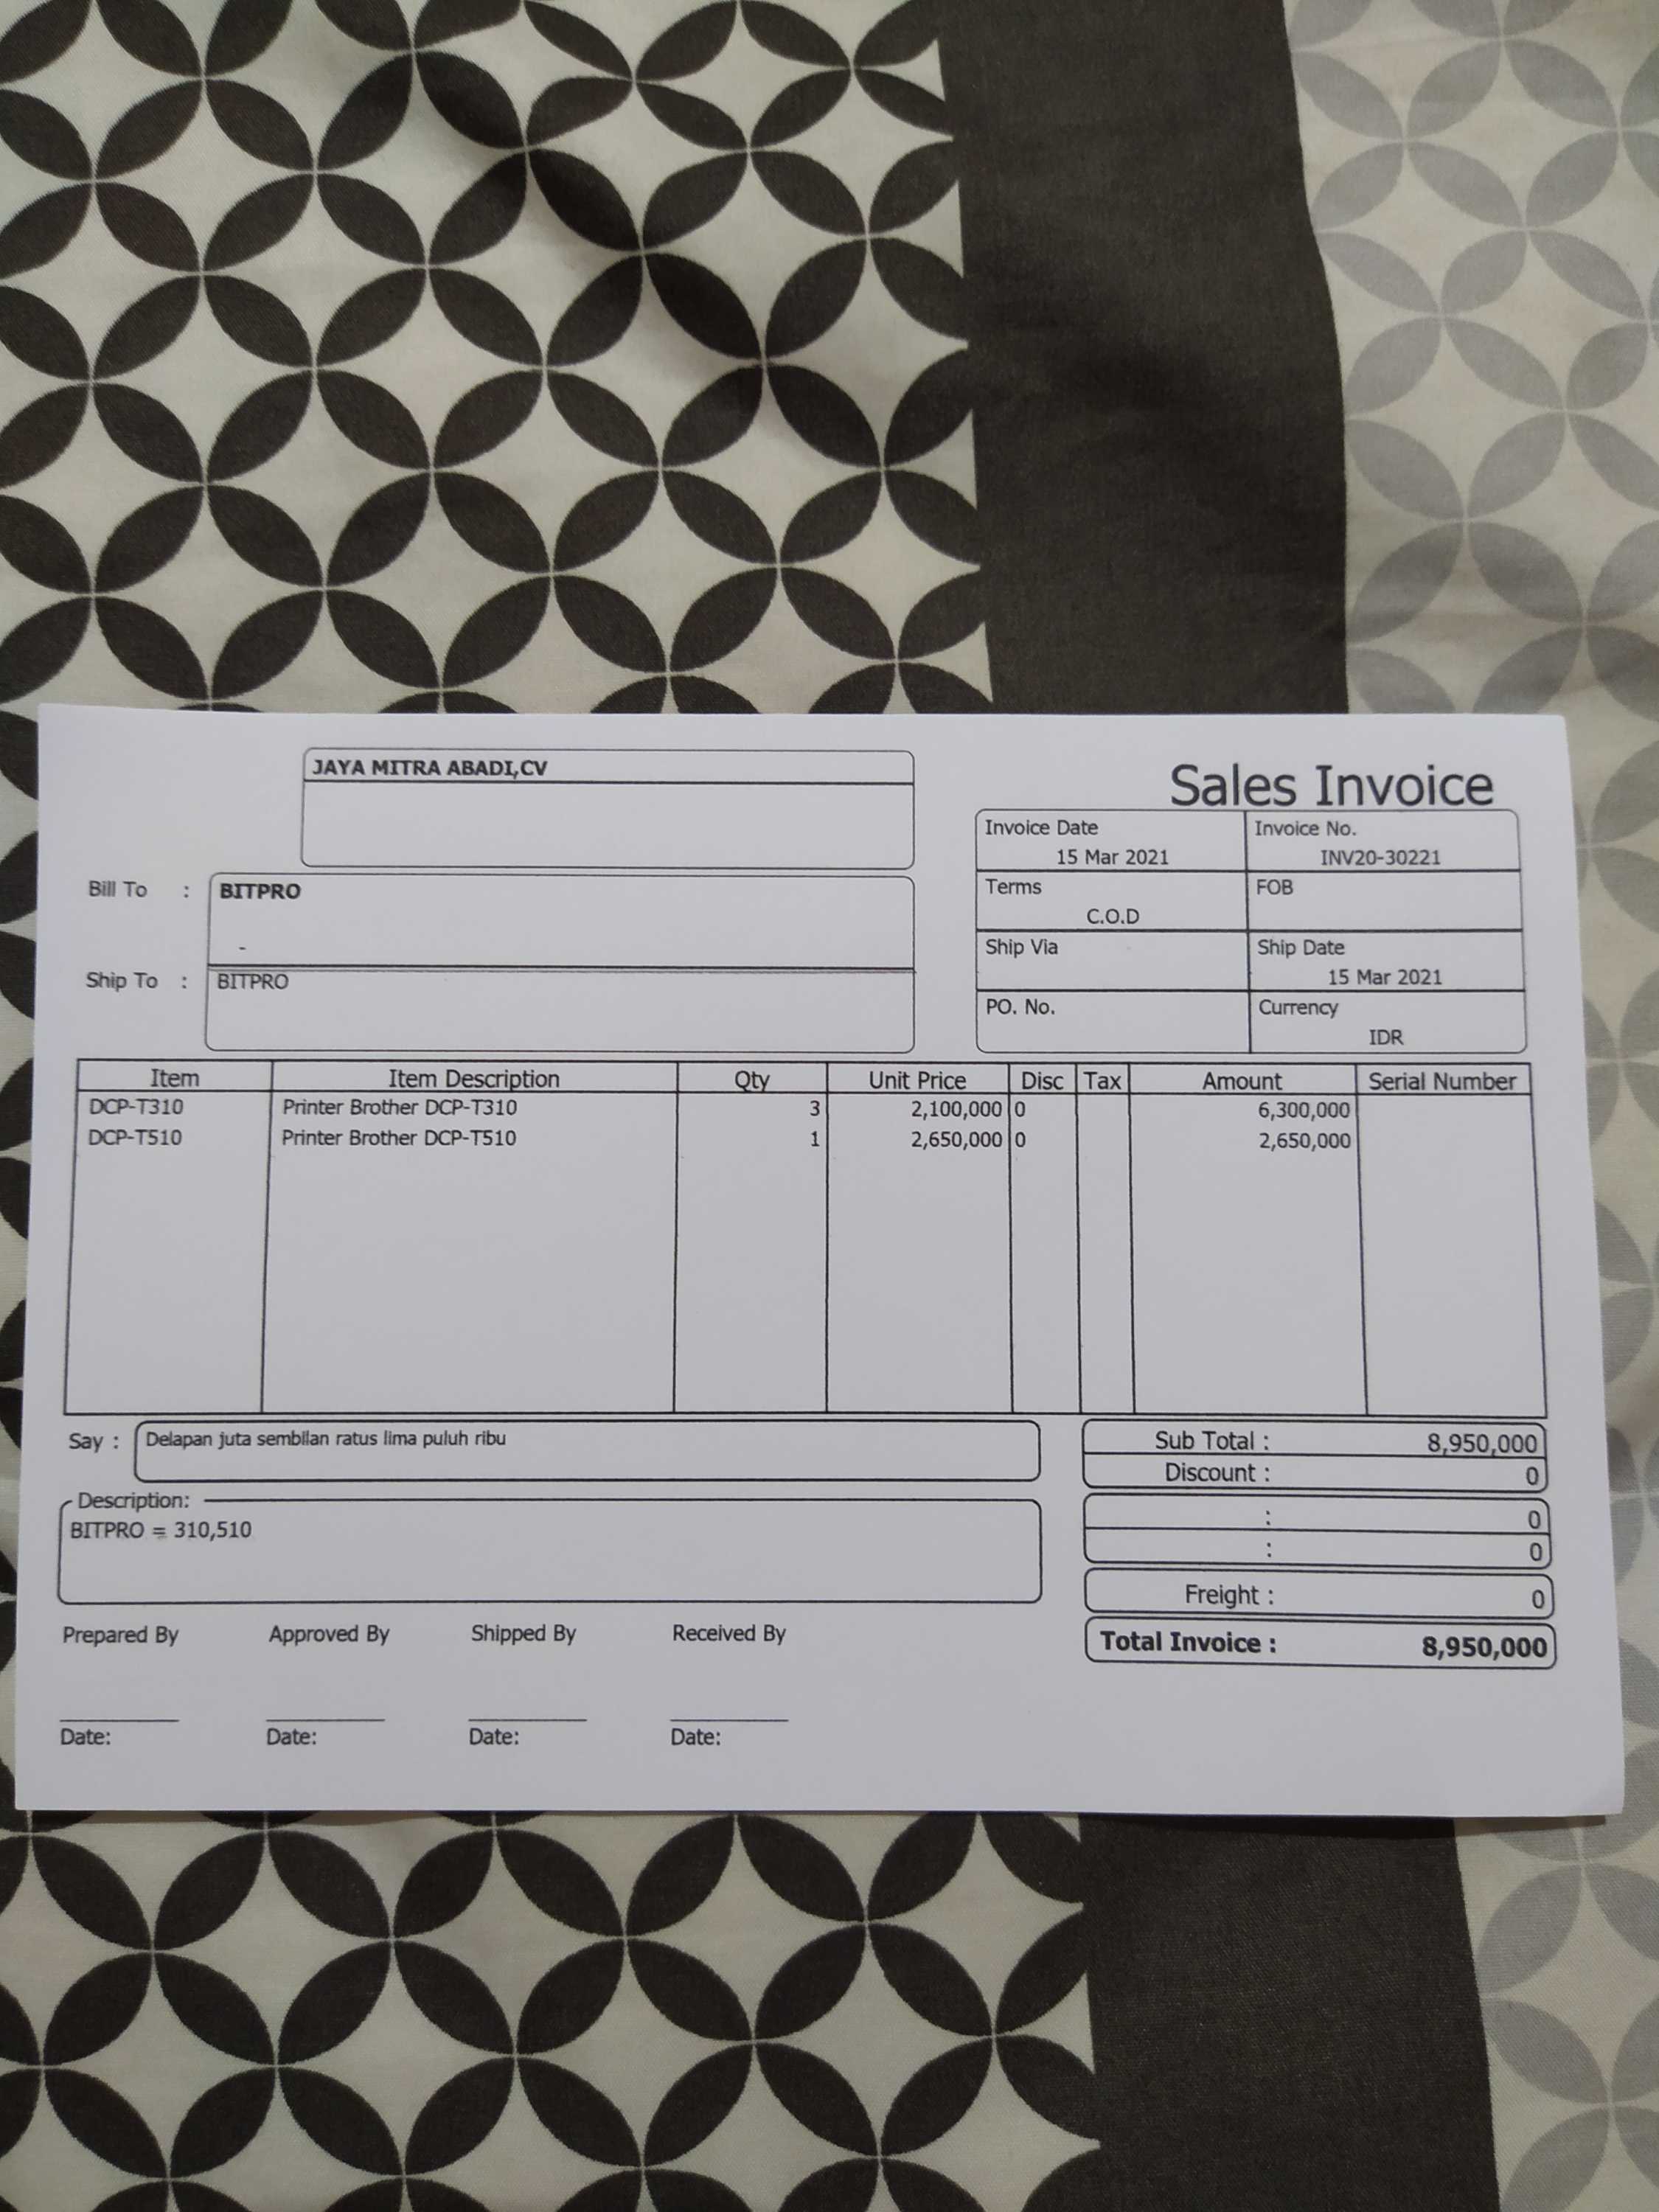 JAYA MITRA ABADI,CV
Sales Invoice
Invoice Date
15 Mar 2021
Invoice No.
INV20-30221
Terms
C.O.D
FOB
Ship Via
Ship Date
15 Mar 2021
PO. No.
Currency
IDR
Bill To : BITPRO
-
Ship To : BITPRO
Item Item Description Qty Unit Price Disc Tax Amount Serial Number
DCP-T310 Printer Brother DCP-T310 3 2,100,000 0 6,300,000
DCP-T510 Printer Brother DCP-T510 1 2,650,000 0 2,650,000
Say : Delapan juta sembilan ratus lima puluh ribu
Description:
BITPRO = 310,510
Sub Total : 8,950,000
Discount : 0
: 0
: 0
Freight : 0
Total Invoice : 8,950,000
Prepared By Approved By Shipped By Received By
Date: Date: Date: Date: